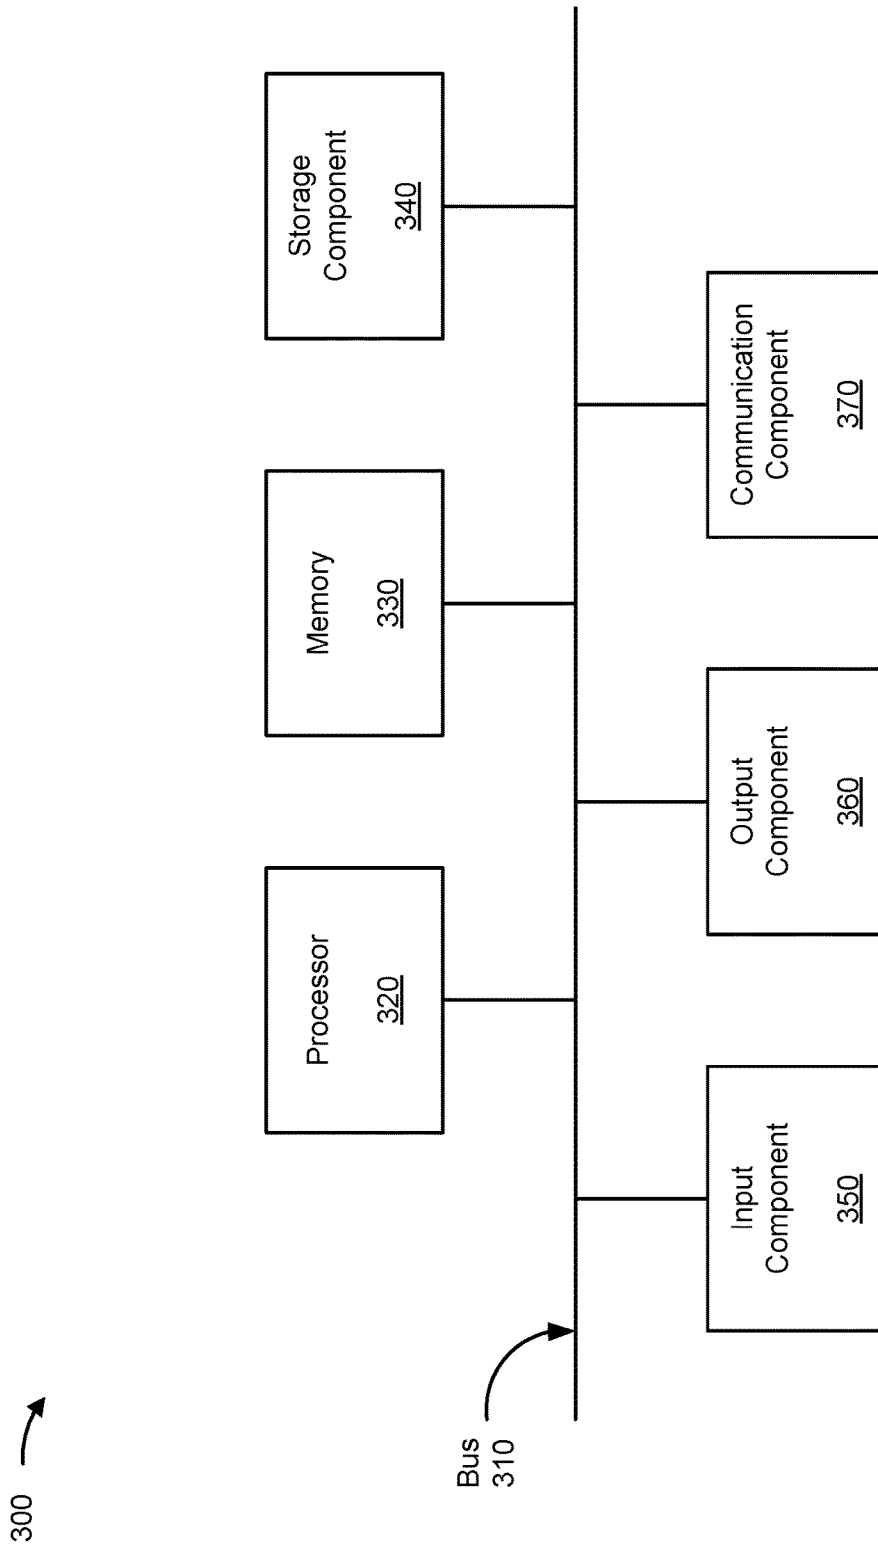 300
Bus
310
Processor
320
Memory
330
Storage
Component
340
Input
Component
350
Output
Component
360
Communication
Component
370